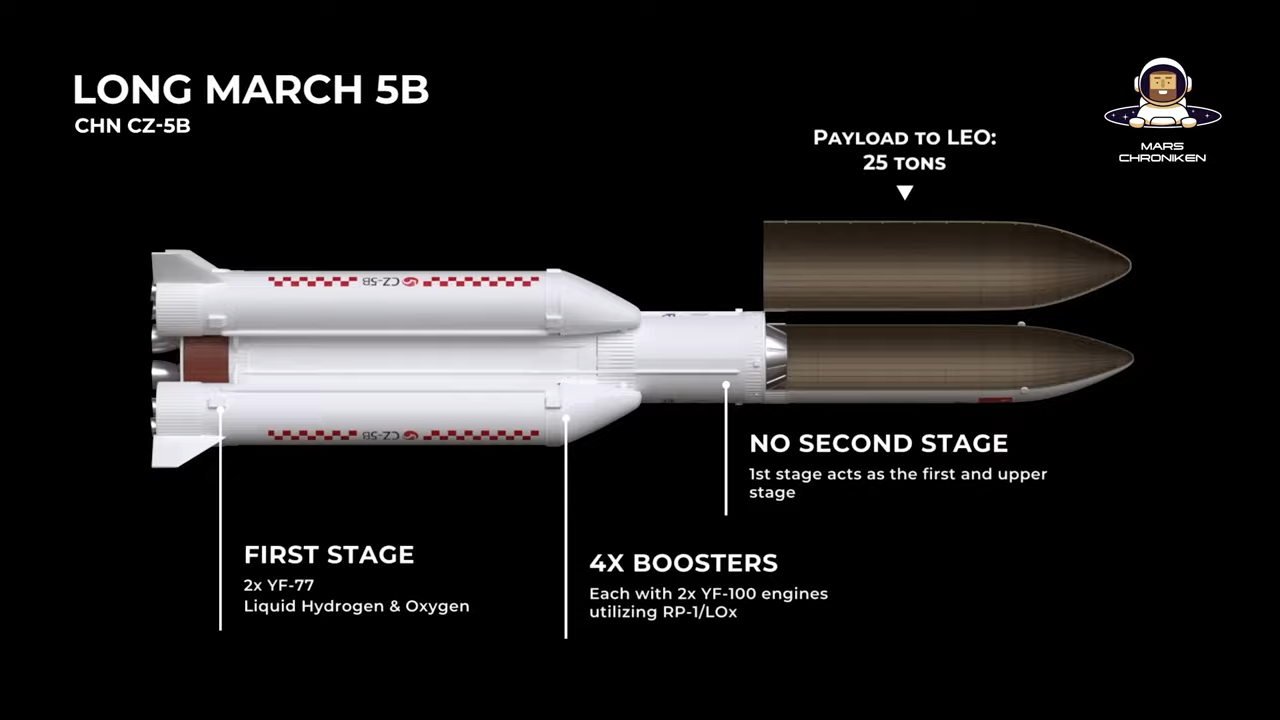 LONG MARCH 5B
CHN CZ-5B
PAYLOAD TO LEO:
25 TONS
MARS
CHRONIKEN
CZ-5B
CZ-5B
NO SECOND STAGE
1st stage acts as the first and upper
stage
FIRST STAGE
2x YF-77
Liquid Hydrogen & Oxygen
4X BOOSTERS
Each with 2x YF-100 engines
utilizing RP-1/LOx